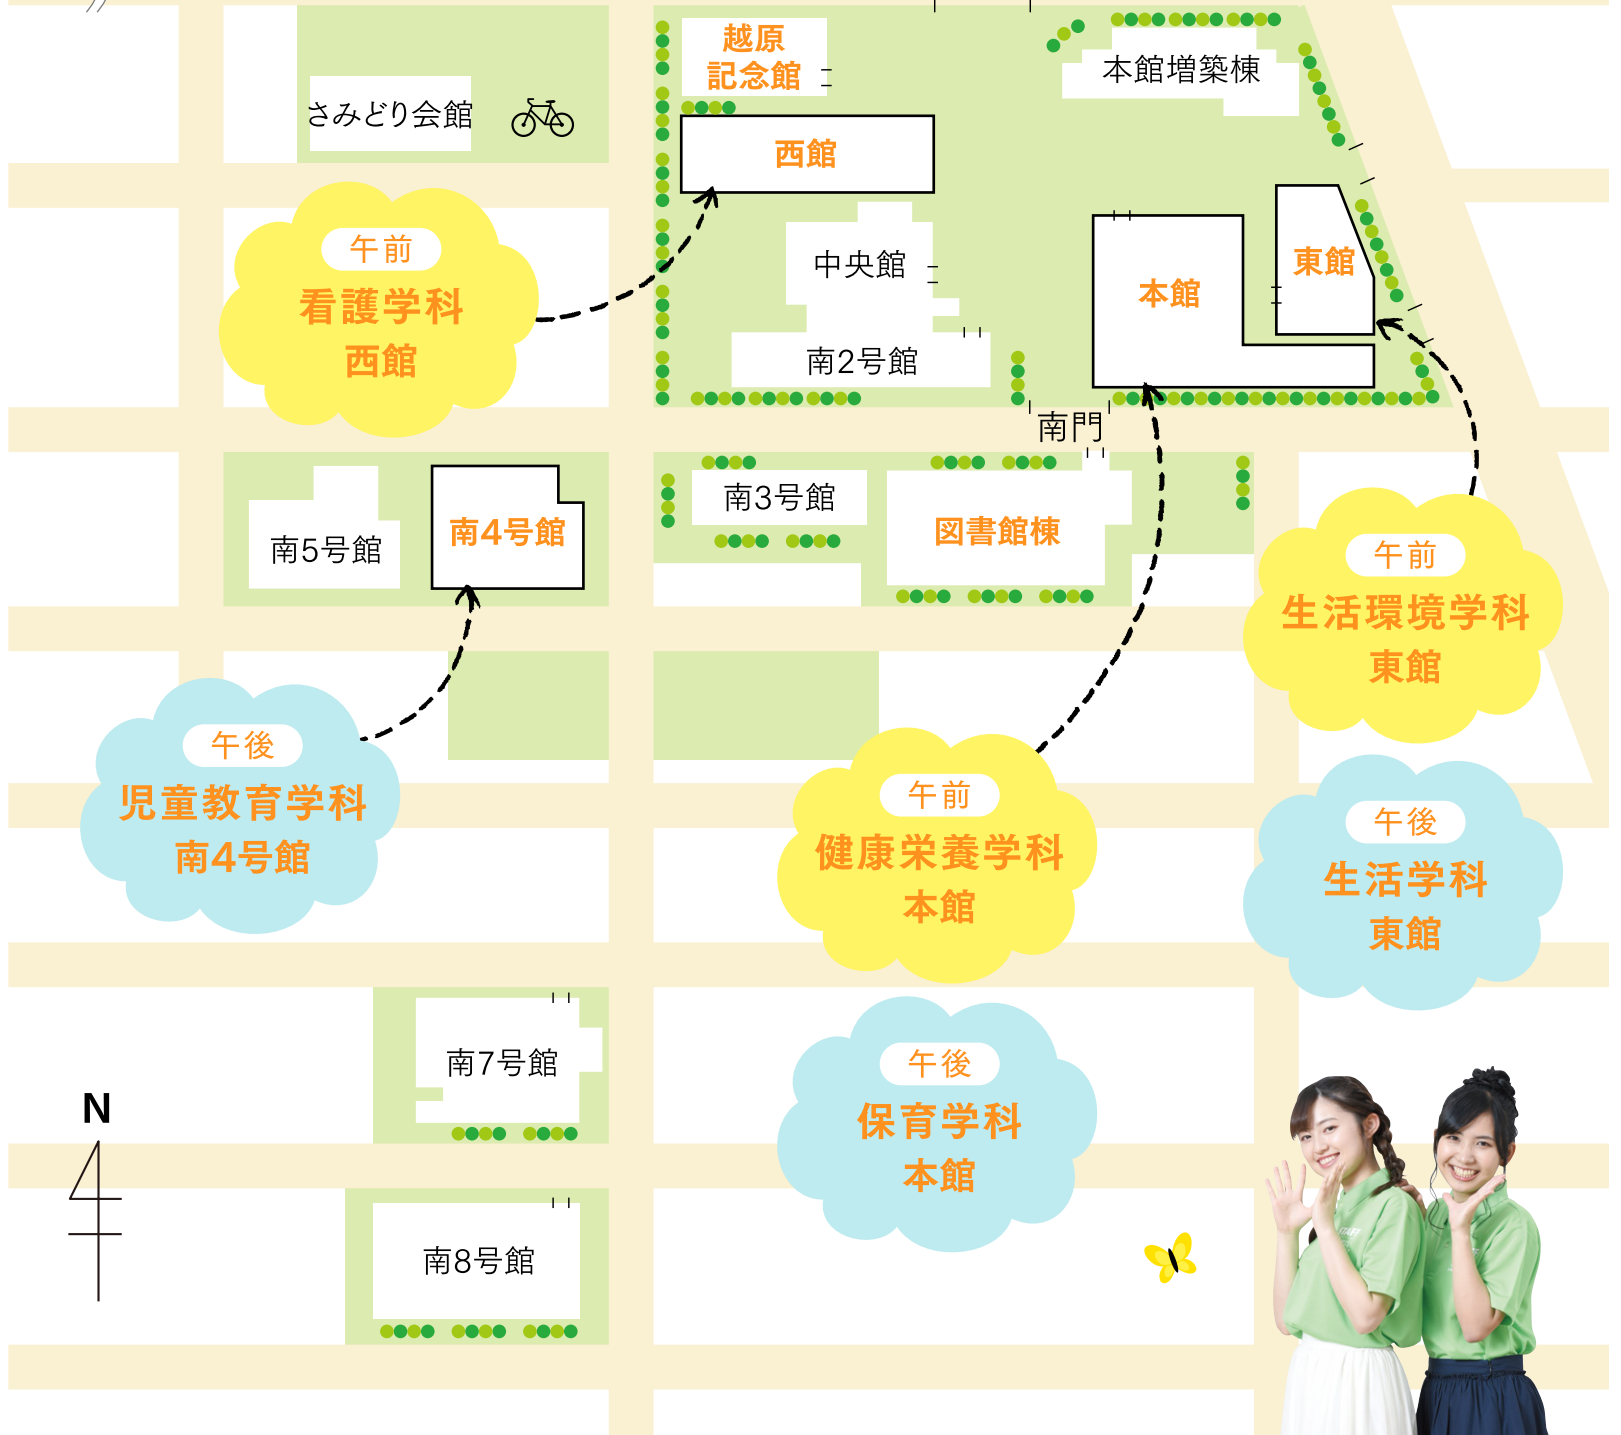 越原
記念館
本館増築棟
さみどり会館
西館
午前
看護学科
西館
中央館
本館
東館
南2号館
南門
南5号館
南4号館
南3号館
図書館棟
午前
生活環境学科
東館
午後
児童教育学科
南4号館
午前
健康栄養学科
本館
午後
生活学科
東館
南7号館
午後
保育学科
本館
N
南8号館
STAFF